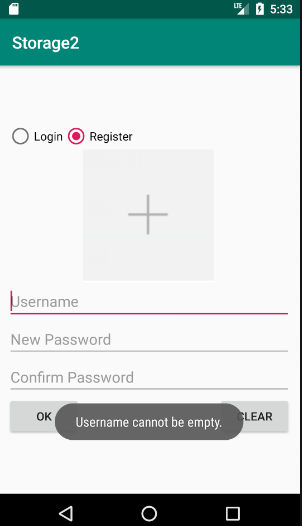 LTE 5:33
Storage2
Login Register
Username
New Password
Confirm Password
OK CLEAR
Username cannot be empty.